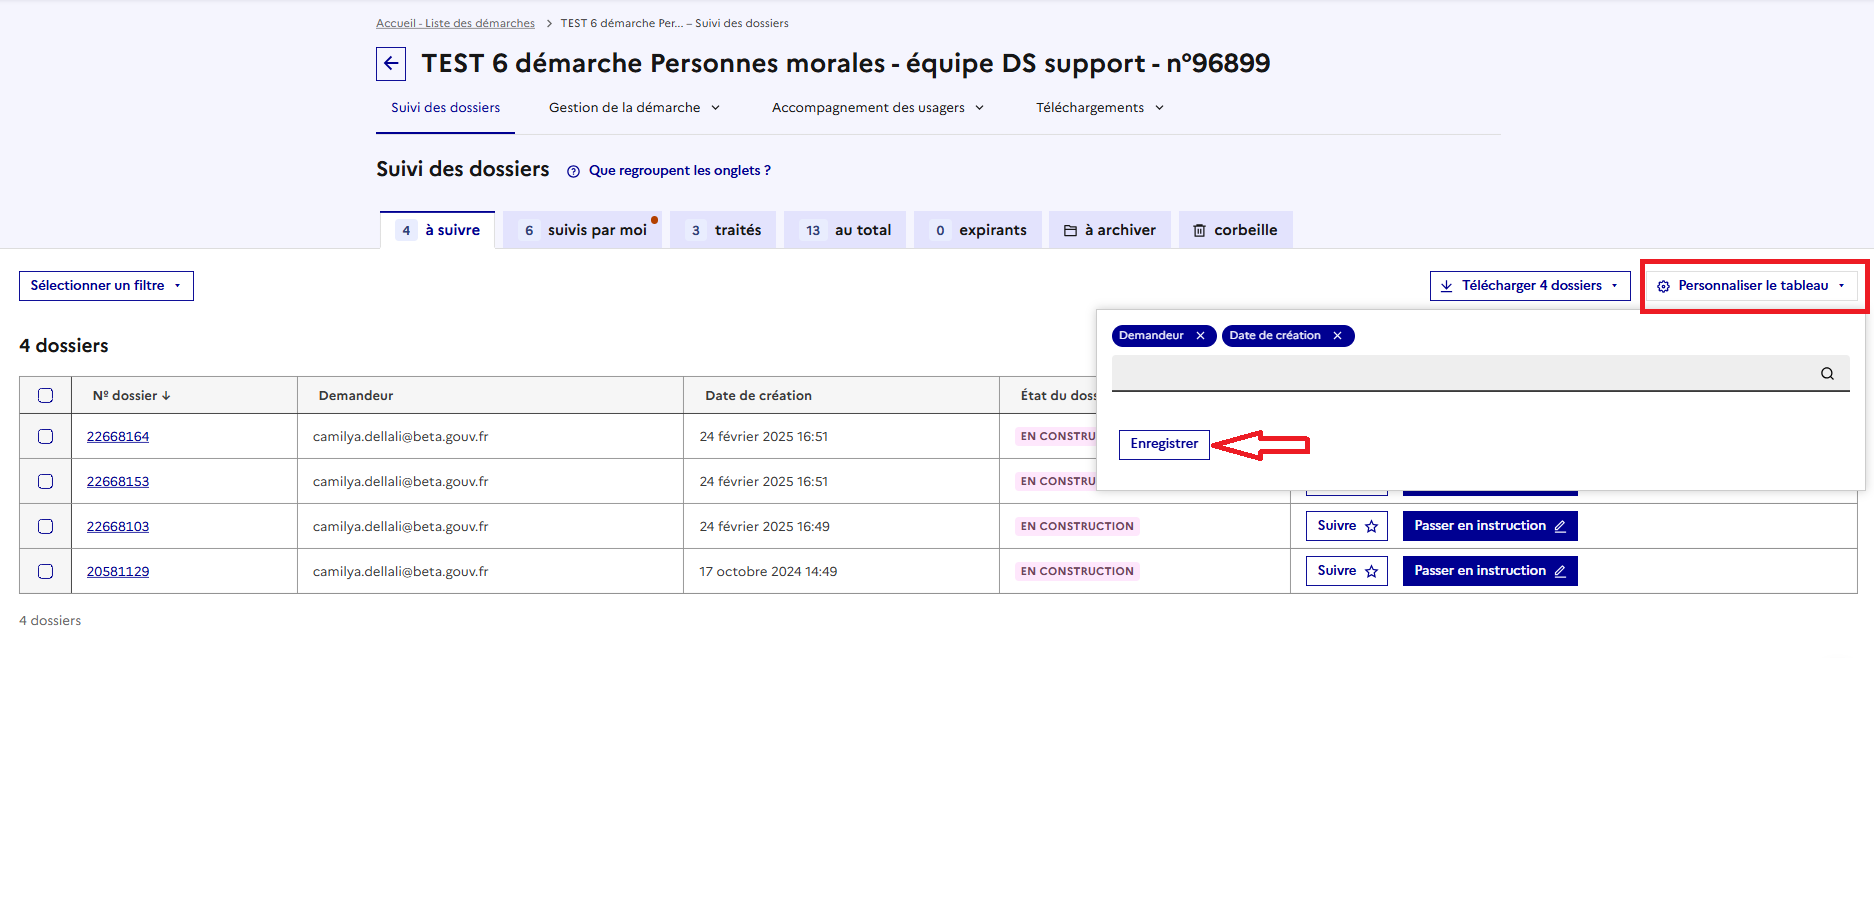 Accueil - Liste des démarches > TEST 6 démarche Per... – Suivi des dossiers
TEST 6 démarche Personnes morales - équipe DS support - n°96899
Suivi des dossiers Gestion de la démarche Accompagnement des usagers Téléchargements
Suivi des dossiers Que regroupent les onglets ?
4 à suivre 6 suivis par moi 3 traités 13 au total 0 expirants à archiver corbeille
Sélectionner un filtre Télécharger 4 dossiers Personnaliser le tableau
Demandeur Date de création
4 dossiers
Enregistrer
Nº dossier Demandeur Date de création État du doss
22668164 camilya.dellali@beta.gouv.fr 24 février 2025 16:51 EN CONSTRU
22668153 camilya.dellali@beta.gouv.fr 24 février 2025 16:51 EN CONSTRU
22668103 camilya.dellali@beta.gouv.fr 24 février 2025 16:49 EN CONSTRUCTION Suivre Passer en instruction
20581129 camilya.dellali@beta.gouv.fr 17 octobre 2024 14:49 EN CONSTRUCTION Suivre Passer en instruction
4 dossiers